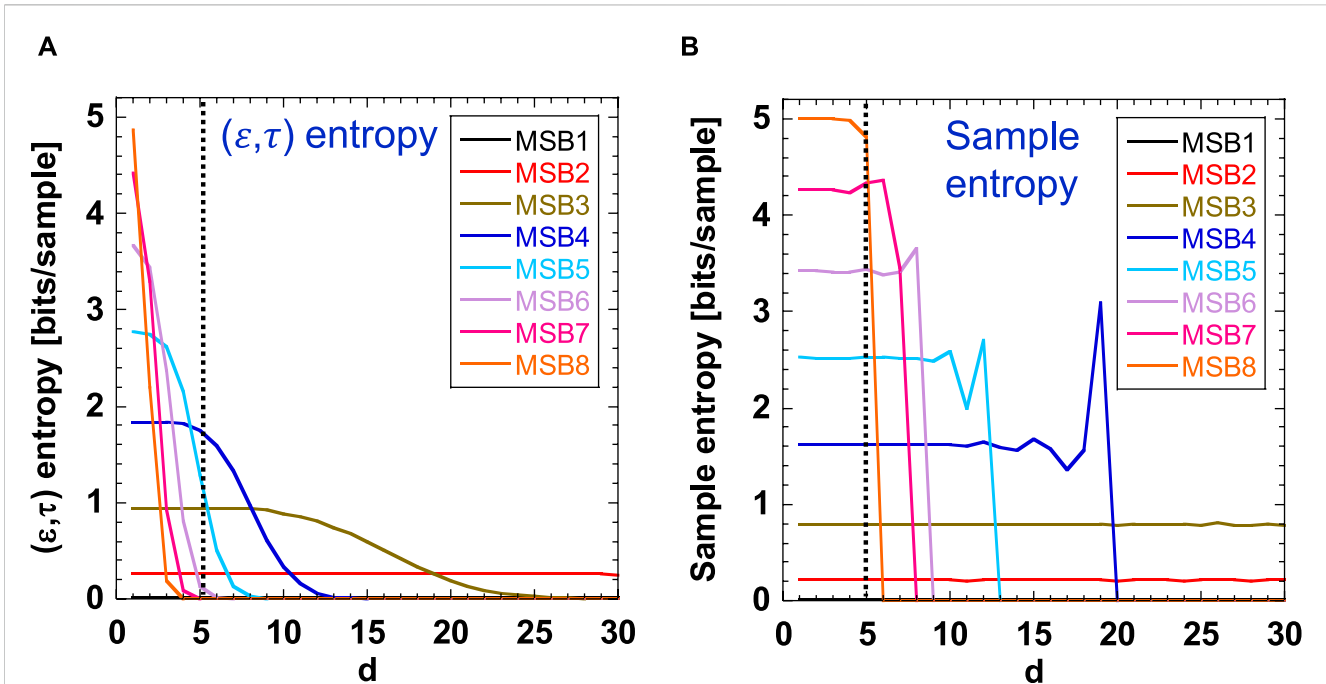 A
(ε,τ) entropy [bits/sample]
5
4
3
2
1
0
(ε,τ) entropy
MSB1
MSB2
MSB3
MSB4
MSB5
MSB6
MSB7
MSB8
0 5 10 15 20 25 30
d
B
Sample entropy [bits/sample]
5
4
3
2
1
0
Sample
entropy
MSB1
MSB2
MSB3
MSB4
MSB5
MSB6
MSB7
MSB8
0 5 10 15 20 25 30
d